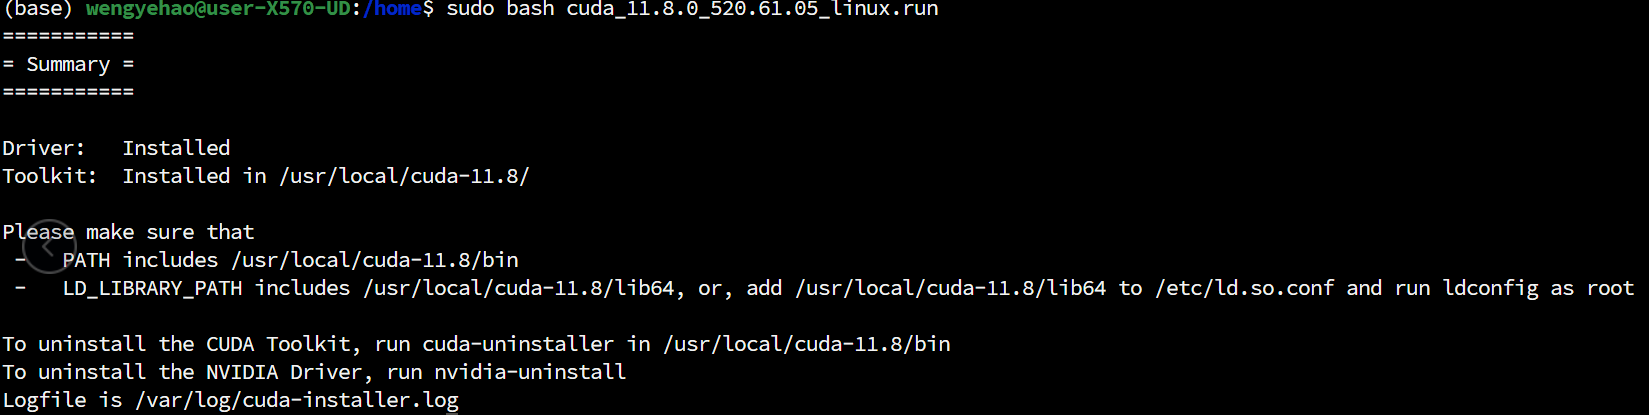 (base) wengyehao@user-X570-UD:/home$ sudo bash cuda_11.8.0_520.61.05_linux.run
===========
= Summary =
===========
Driver:   Installed
Toolkit:  Installed in /usr/local/cuda-11.8/
Please make sure that
 -   PATH includes /usr/local/cuda-11.8/bin
 -   LD_LIBRARY_PATH includes /usr/local/cuda-11.8/lib64, or, add /usr/local/cuda-11.8/lib64 to /etc/ld.so.conf and run ldconfig as root
To uninstall the CUDA Toolkit, run cuda-uninstaller in /usr/local/cuda-11.8/bin
To uninstall the NVIDIA Driver, run nvidia-uninstall
Logfile is /var/log/cuda-installer.log